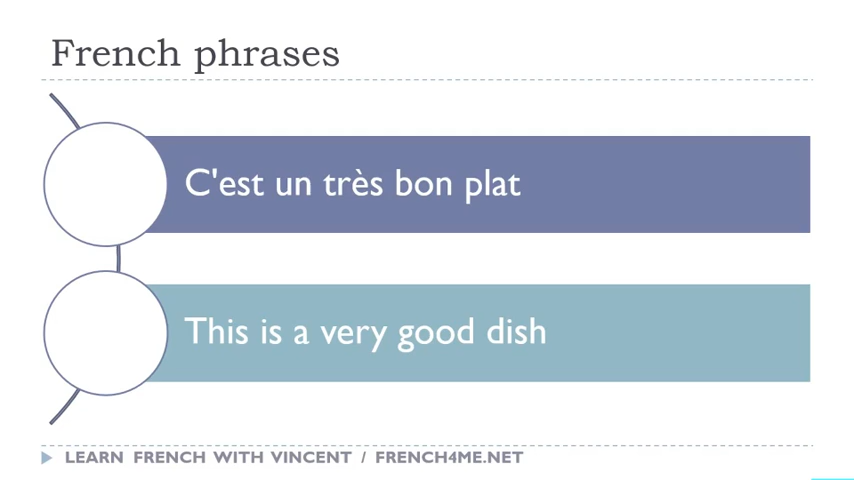 French phrases
C'est un très bon plat
This is a very good dish
LEARN FRENCH WITH VINCENT / FRENCH4ME.NET